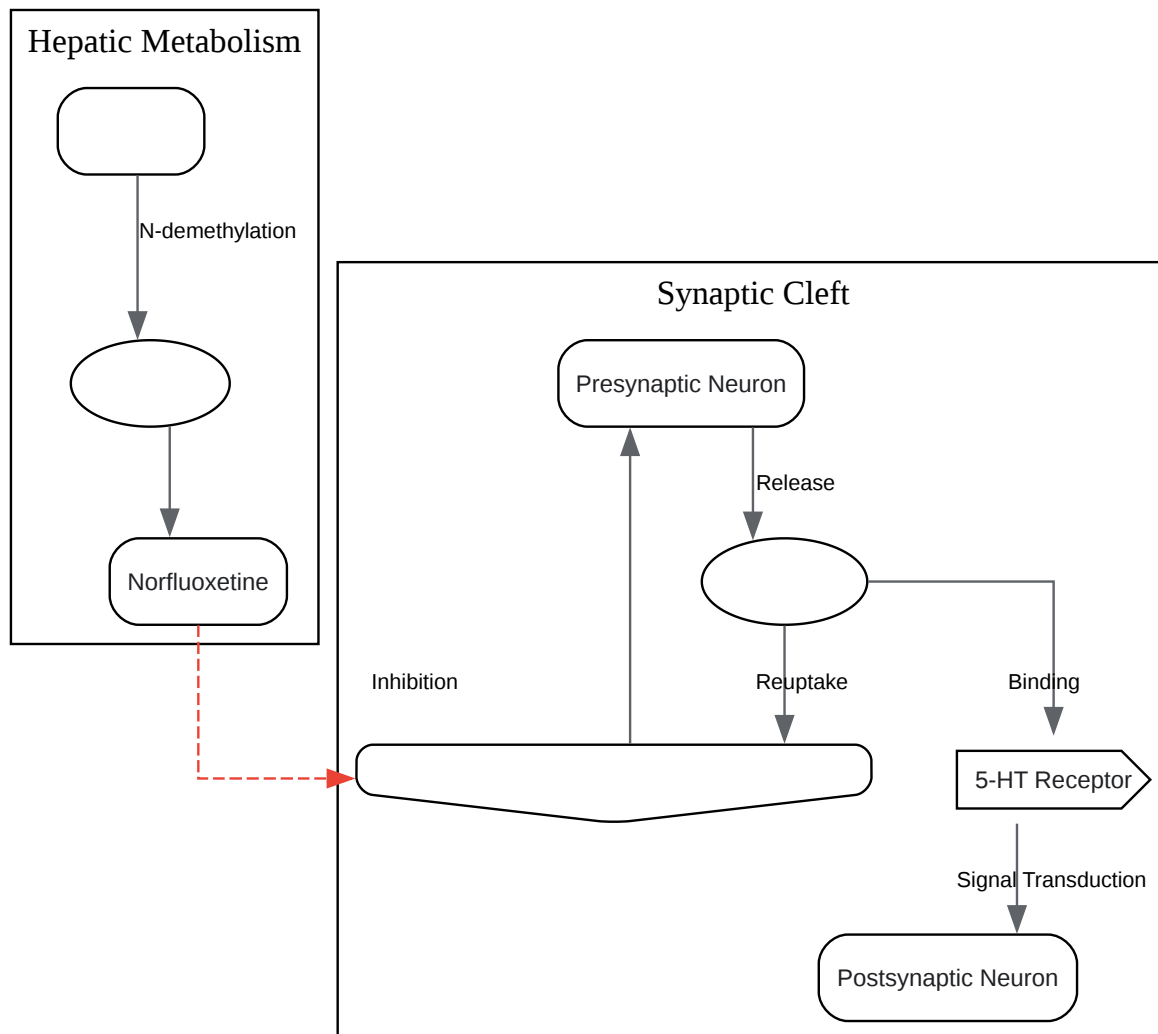 Hepatic Metabolism
N-demethylation
Norfluoxetine
Synaptic Cleft
Presynaptic Neuron
Release
Inhibition
Reuptake
Binding
5-HT Receptor
Signal Transduction
Postsynaptic Neuron